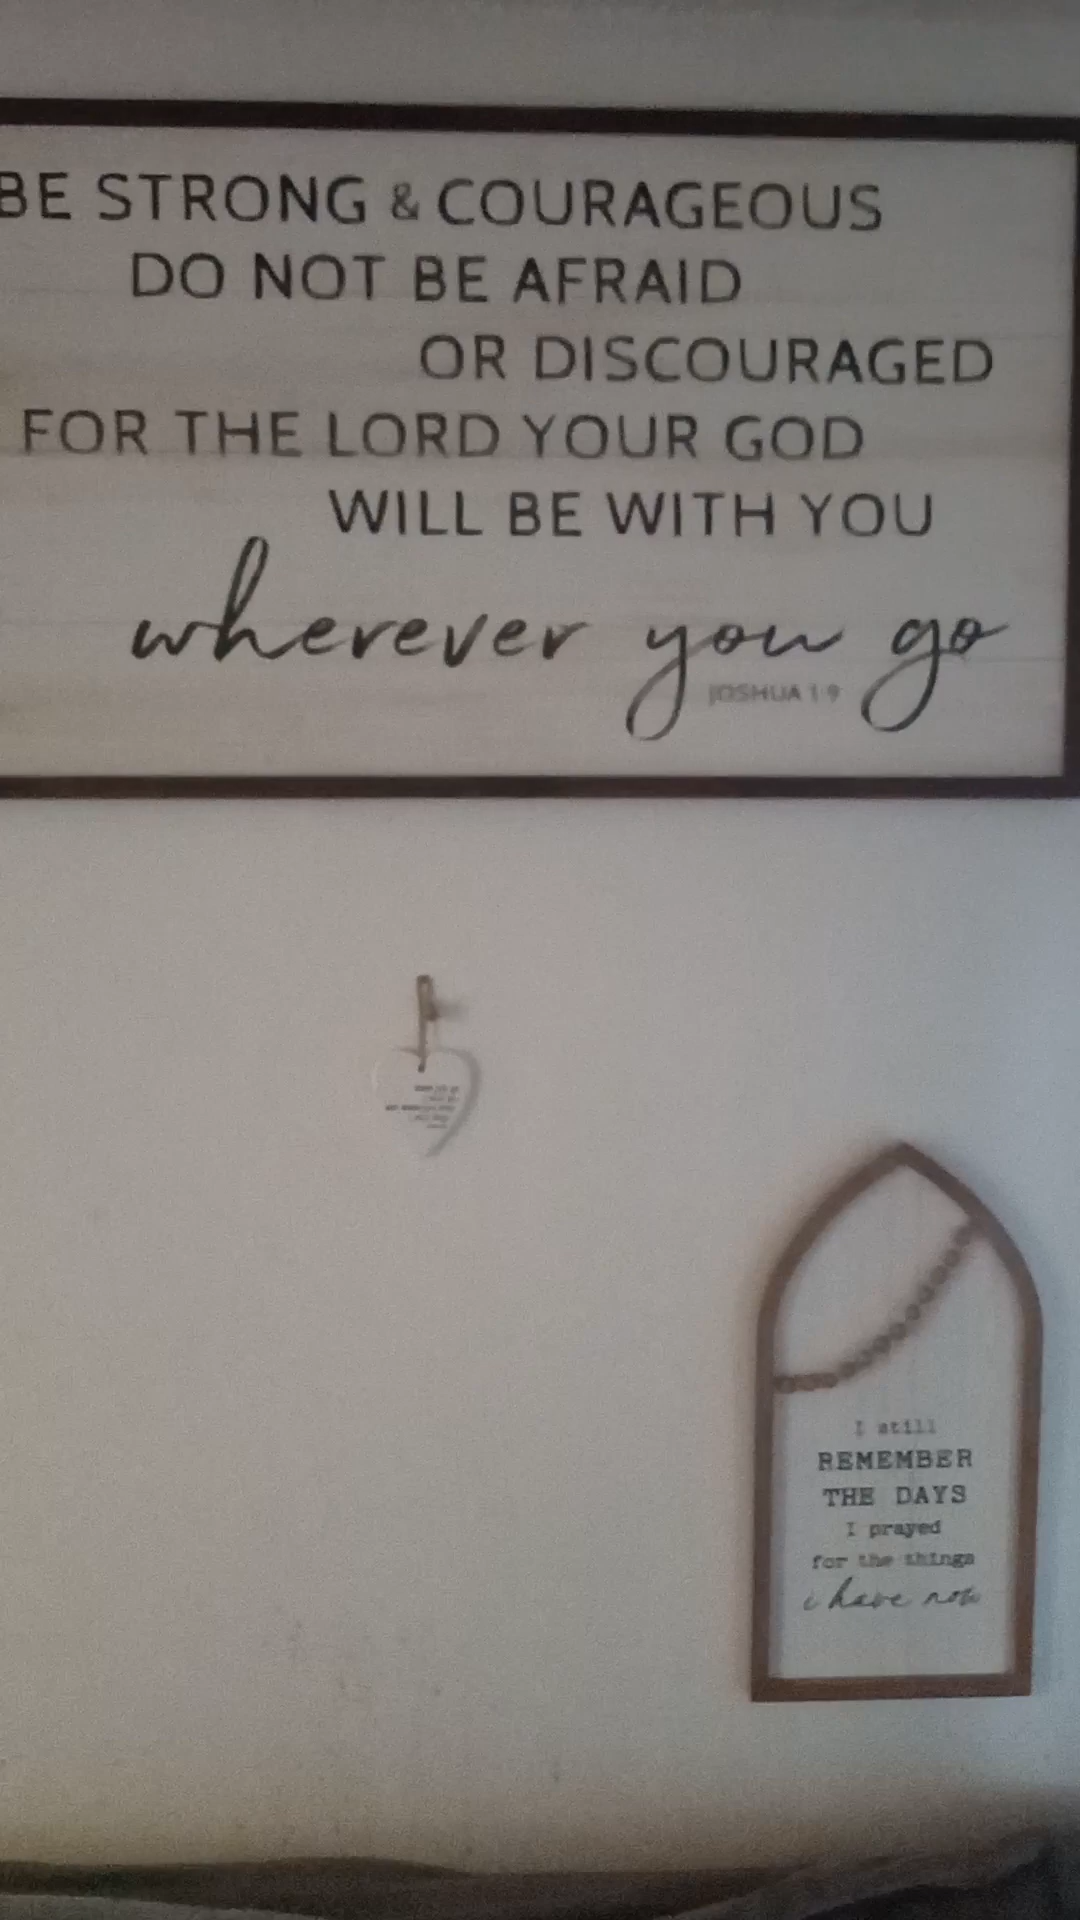 BE STRONG & COURAGEOUS
DO NOT BE AFRAID
OR DISCOURAGED
FOR THE LORD YOUR GOD
WILL BE WITH YOU
wherever you go
JOSHUA 1 9
I still
REMEMBER
THE DAYS
I prayed
for the things
i have now